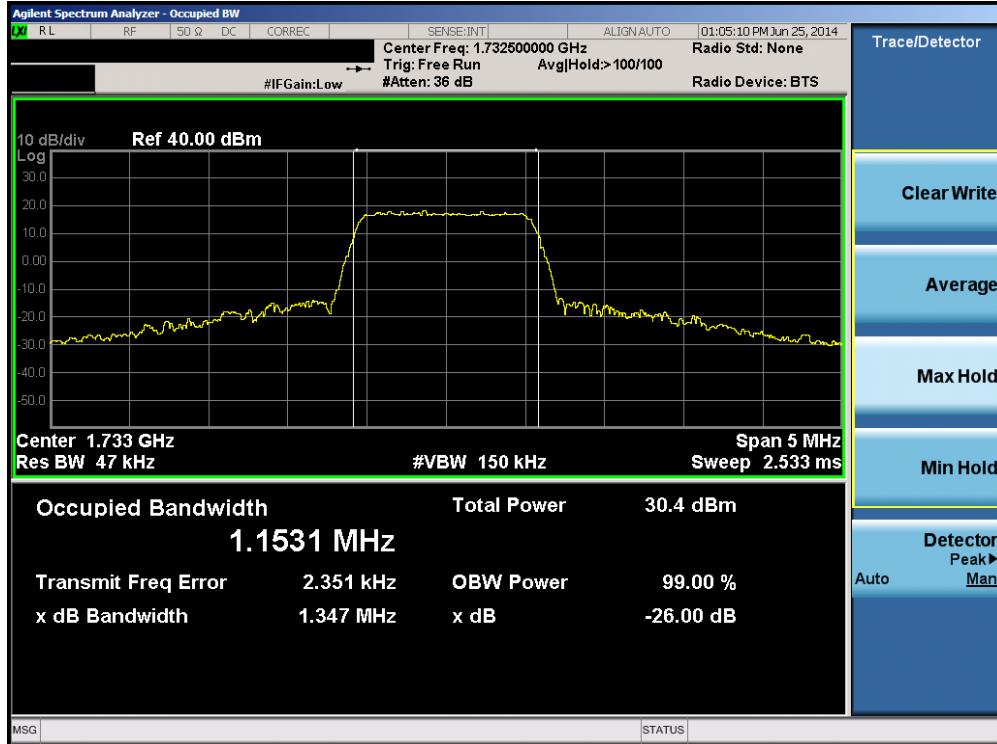 Agilent Spectrum Analyzer - Occupied BW
LXI RL RF 50 Ω DC CORREC SENSE:INT ALIGN AUTO 01:05:10 PM Jun 25, 2014
Center Freq: 1.732500000 GHz Radio Std: None
Trig: Free Run Avg|Hold:>100/100
#IFGain:Low #Atten: 36 dB Radio Device: BTS
10 dB/div Ref 40.00 dBm
Log
30.0
20.0
10.0
0.00
-10.0
-20.0
-30.0
-40.0
-50.0
Center 1.733 GHz Span 5 MHz
Res BW 47 kHz #VBW 150 kHz Sweep 2.533 ms
Occupied Bandwidth Total Power 30.4 dBm
1.1531 MHz
Transmit Freq Error 2.351 kHz OBW Power 99.00 %
x dB Bandwidth 1.347 MHz x dB -26.00 dB
MSG STATUS
Trace/Detector
Clear Write
Average
Max Hold
Min Hold
Detector
Peak▶
Auto Man